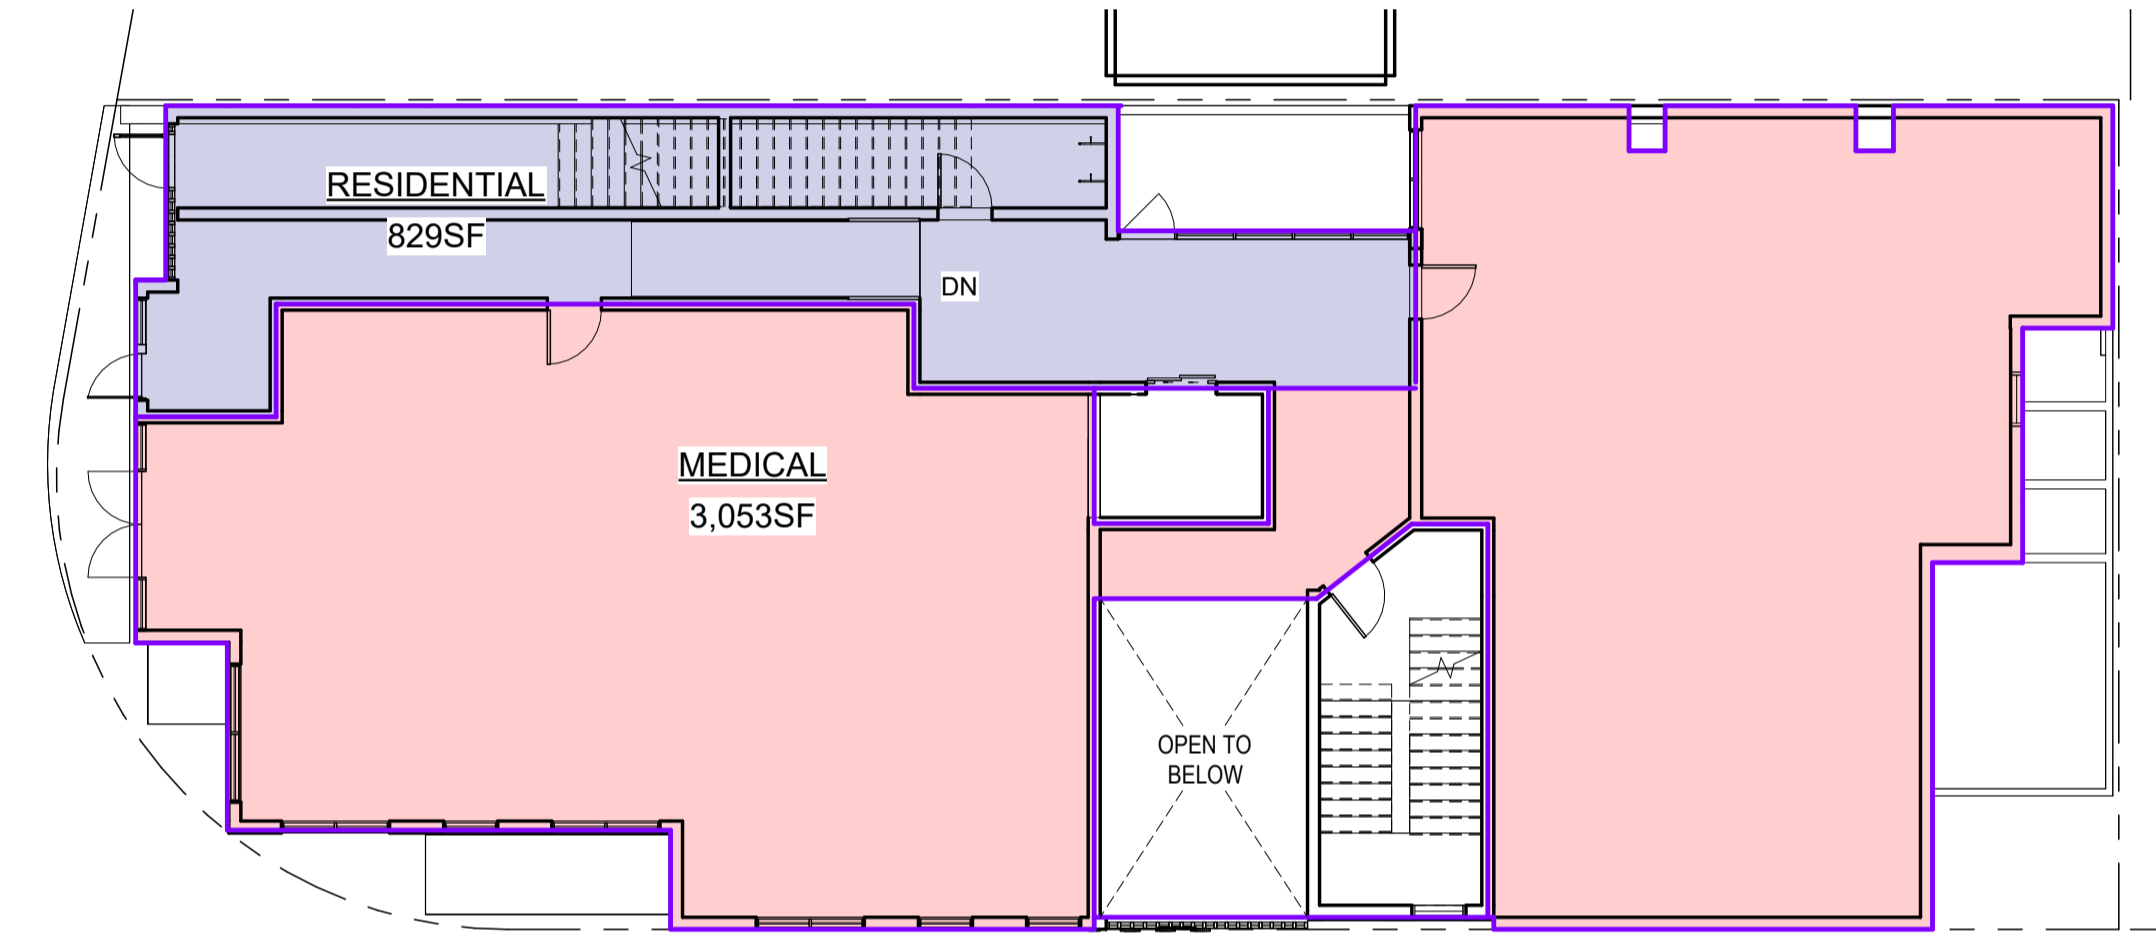 RESIDENTIAL
829SF
DN
MEDICAL
3,053SF
OPEN TO
BELOW